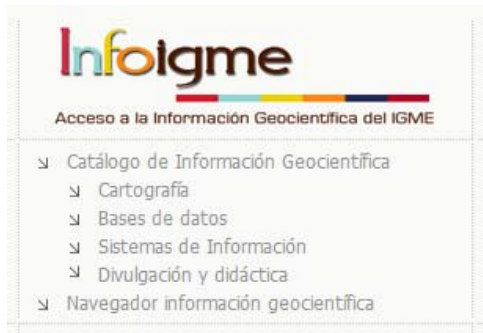 Infoigme
Acceso a la Información Geocientífica del IGME
Catálogo de Información Geocientífica
Cartografía
Bases de datos
Sistemas de Información
Divulgación y didáctica
Navegador información geocientífica